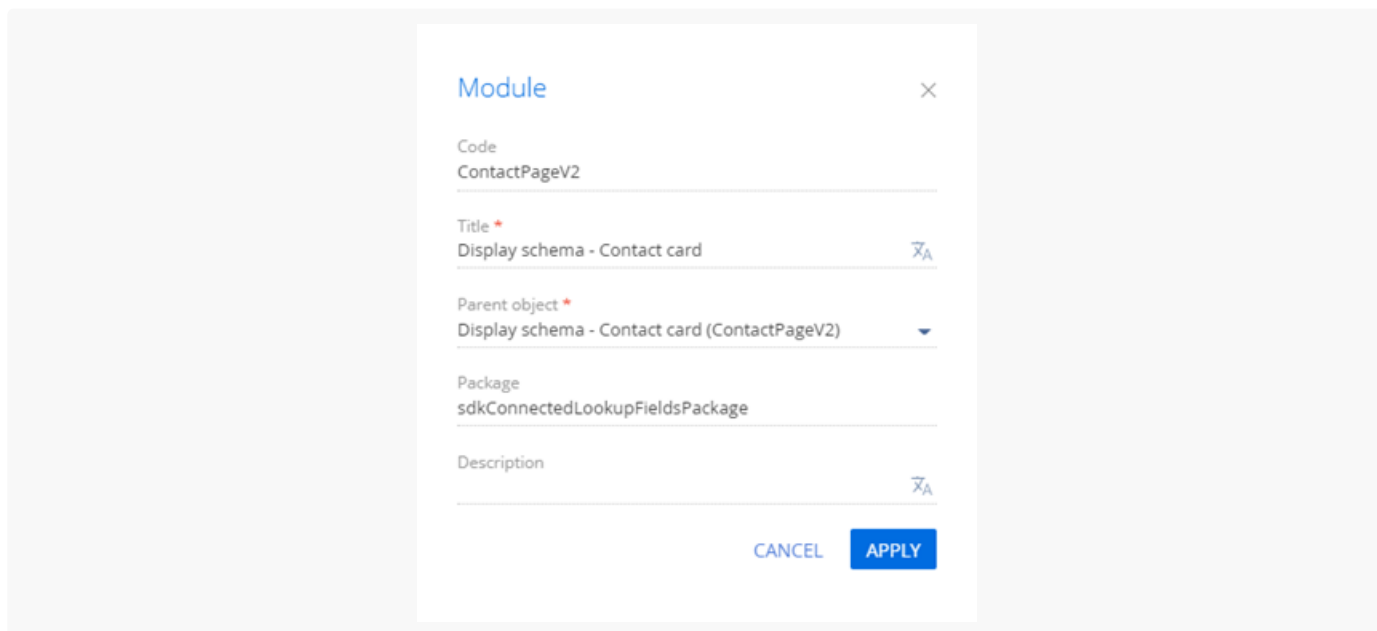 Module
Code
ContactPageV2
Title *
Display schema - Contact card
Parent object *
Display schema - Contact card (ContactPageV2)
Package
sdkConnectedLookupFieldsPackage
Description
CANCEL APPLY